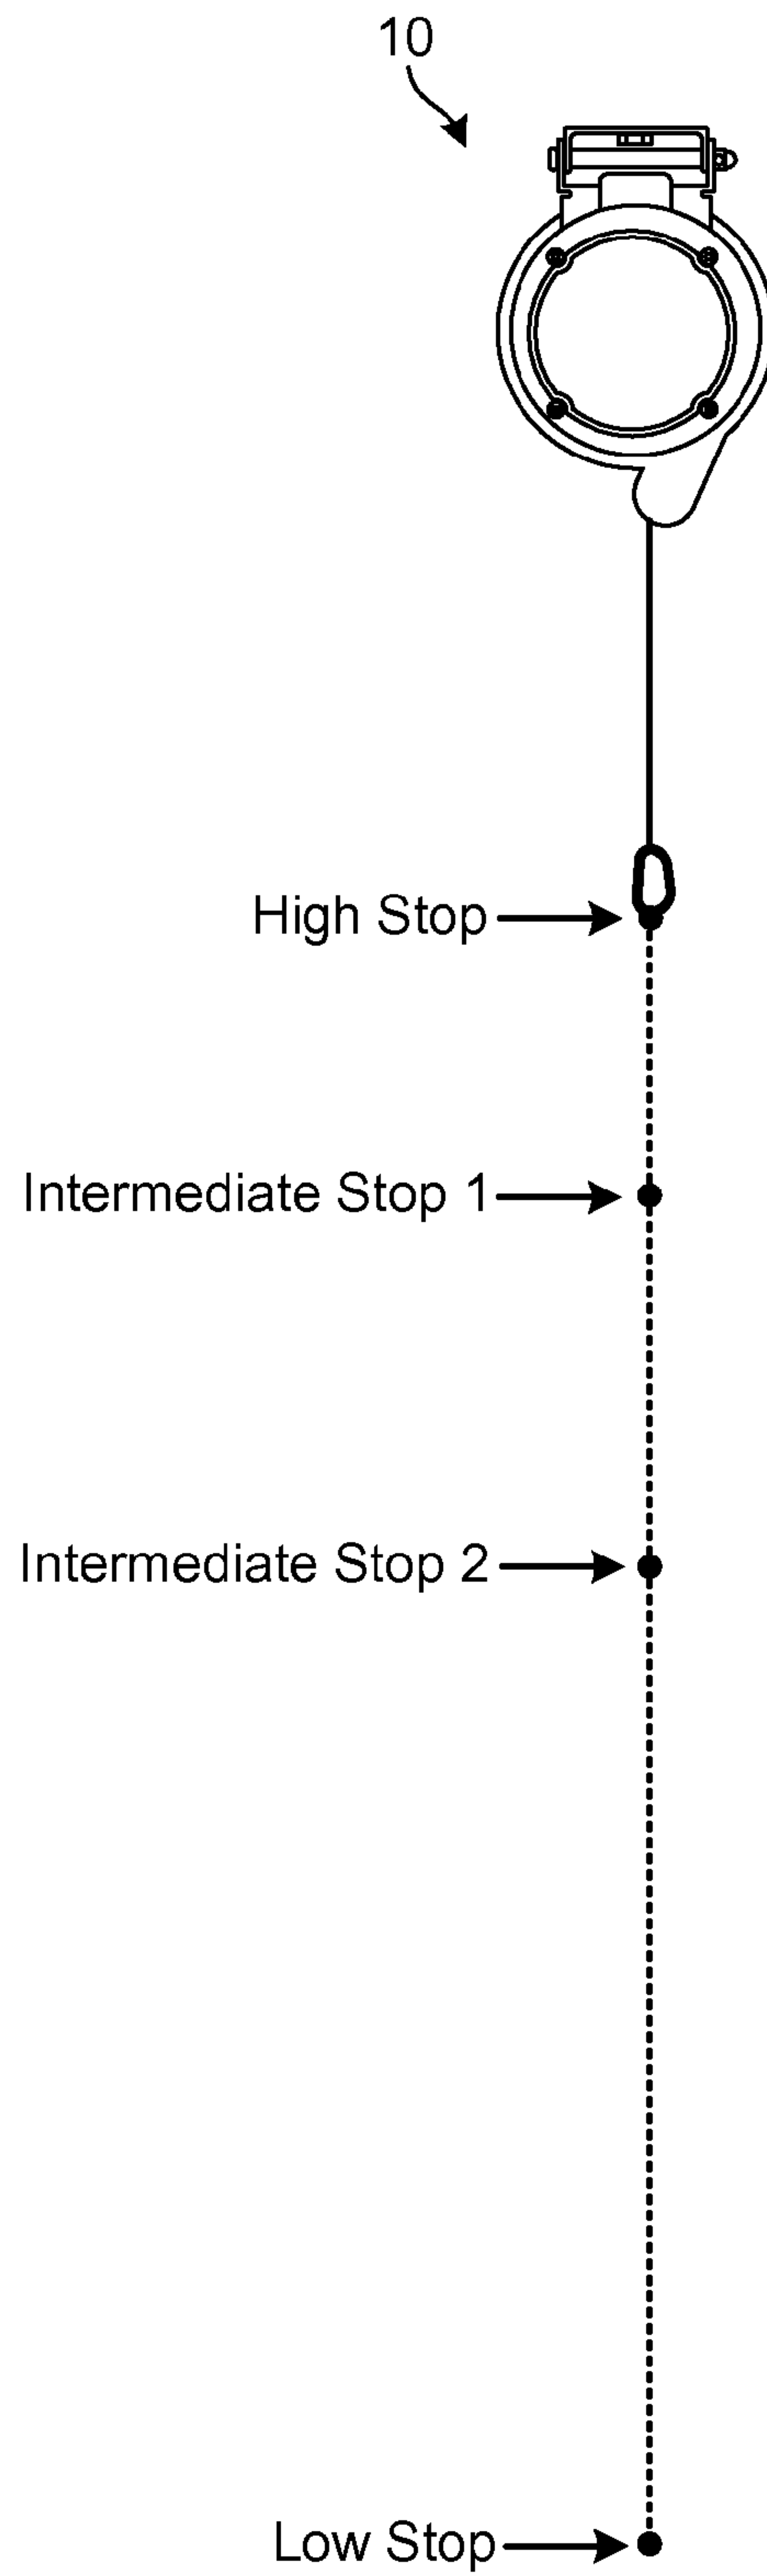 10
High Stop
Intermediate Stop 1
Intermediate Stop 2
Low Stop